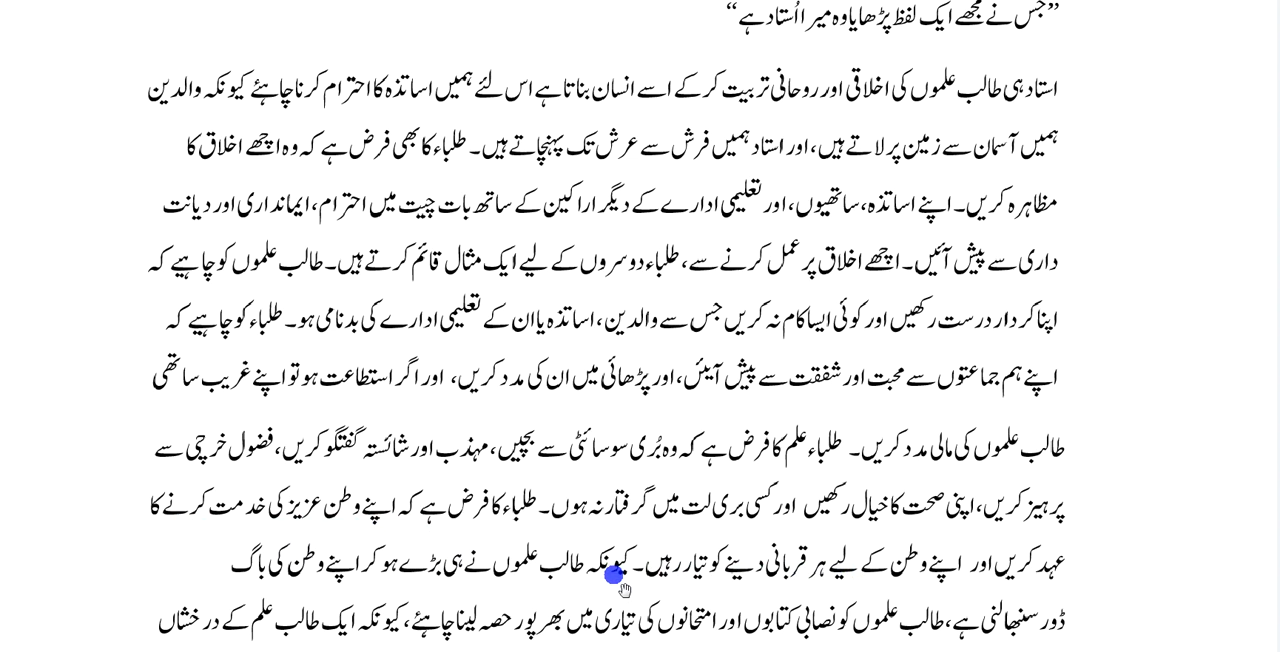 ”جس نے مجھے ایک لفظ پڑھایا وہ میرا اُستاد ہے“
استاد ہی طالب علموں کی اخلاقی اور روحانی تربیت کر کے اسے انسان بناتا ہے اس لئے ہمیں اساتذہ کا احترام کرنا چاہئے کیونکہ والدین
ہمیں آسمان سے زمین پر لاتے ہیں، اور استاد ہمیں فرش سے عرش تک پہنچاتے ہیں۔ طلباء کا بھی فرض ہے کہ وہ اچھے اخلاق کا
مظاہرہ کریں۔ اپنے اساتذہ، ساتھیوں، اور تعلیمی ادارے کے دیگر اراکین کے ساتھ بات چیت میں احترام، ایمانداری اور دیانت
داری سے پیش آئیں۔ اچھے اخلاق پر عمل کرنے سے، طلباء دوسروں کے لیے ایک مثال قائم کرتے ہیں۔ طالب علموں کو چاہیے کہ
اپنا کردار درست رکھیں اور کوئی ایسا کام نہ کریں جس سے والدین، اساتذہ یا ان کے تعلیمی ادارے کی بدنامی ہو۔ طلباء کو چاہیے کہ
اپنے ہم جماعتوں سے محبت اور شفقت سے پیش آیئں، اور پڑھائی میں ان کی مدد کریں، اور اگر استطاعت ہو تو اپنے غریب ساتھی
طالب علموں کی مالی مدد کریں۔ طلباء علم کا فرض ہے کہ وہ بُری سوسائٹی سے بچیں، مہذب اور شائستہ گفتگو کریں، فضول خرچی سے
پرہیز کریں، اپنی صحت کا خیال رکھیں اور کسی بری لت میں گرفتار نہ ہوں۔ طلباء کا فرض ہے کہ اپنے وطن عزیز کی خدمت کرنے کا
عہد کریں اور اپنے وطن کے لیے ہر قربانی دینے کو تیار رہیں۔ کیونکہ طالب علموں نے ہی بڑے ہو کر اپنے وطن کی باگ
ڈور سنبھالنی ہے، طالب علموں کو نصابی کتابوں اور امتحانوں کی تیاری میں بھرپور حصہ لینا چاہئے، کیونکہ ایک طالب علم کے درخشاں